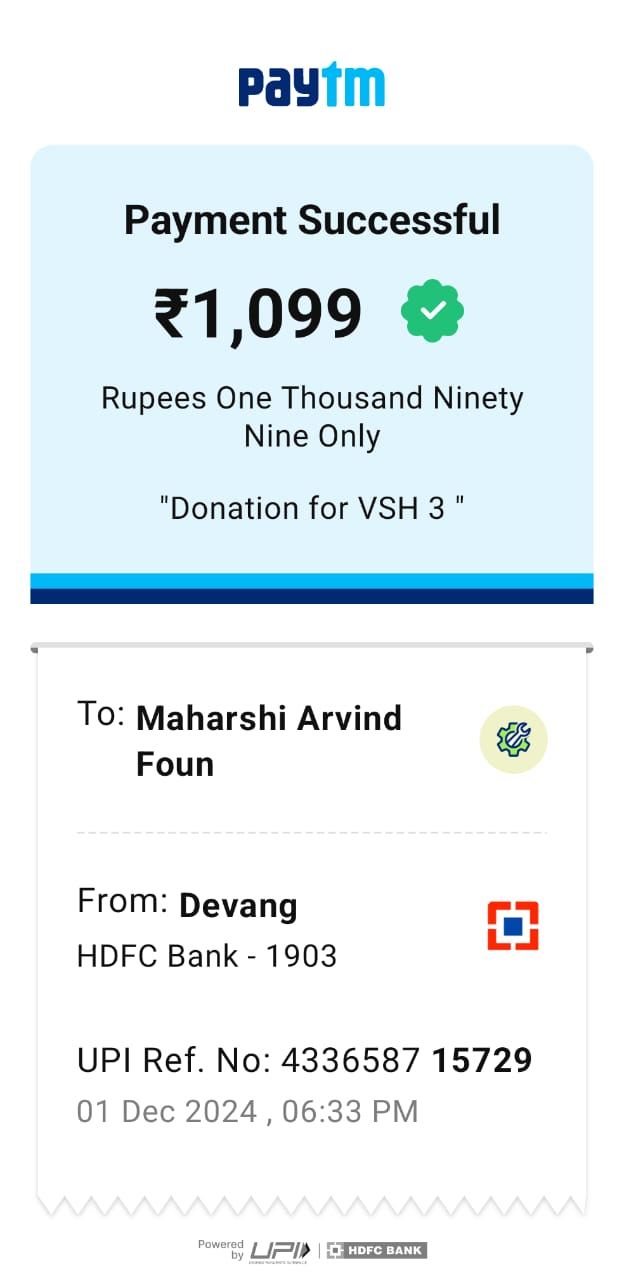 paytm
Payment Successful
₹1,099
Rupees One Thousand Ninety
Nine Only
"Donation for VSH 3 "
To: Maharshi Arvind
Foun
From: Devang
HDFC Bank - 1903
UPI Ref. No: 4336587 15729
01 Dec 2024 , 06:33 PM
Powered
by
UPI
HDFC BANK